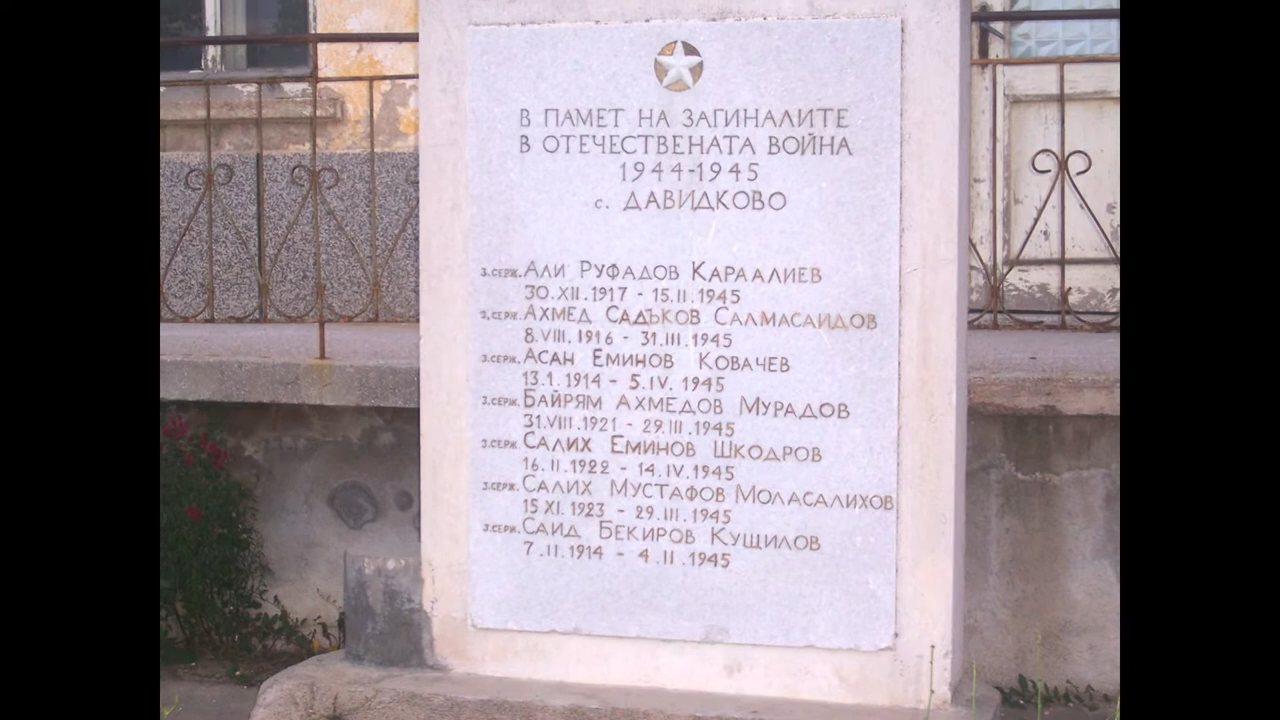 В ПАМЕТ НА ЗАГИНАЛИТЕ
В ОТЕЧЕСТВЕНАТА ВОЙНА
1944-1945
с. ДАВИДКОВО
З.СЕРЖ. АЛИ РУФАДОВ КАРААЛИЕВ
30.XII.1917 - 15.II.1945
З.СЕРЖ. АХМЕД САДЪКОВ САЛМАСАИДОВ
8.VIII.1916 - 31.III.1945
З.СЕРЖ. АСАН ЕМИНОВ КОВАЧЕВ
13.I.1914 - 5.IV.1945
З.СЕРЖ. БАЙРЯМ АХМЕДОВ МУРАДОВ
31.VIII.1921 - 29.III.1945
З.СЕРЖ. САЛИХ ЕМИНОВ ШКОДРОВ
16.II.1922 - 14.IV.1945
З.СЕРЖ. САЛИХ МУСТАФОВ МОЛАСАЛИХОВ
15 XI.1923 - 29.III.1945
З.СЕРЖ. САИД БЕКИРОВ КУЩИЛОВ
7.II.1914 - 4.II.1945